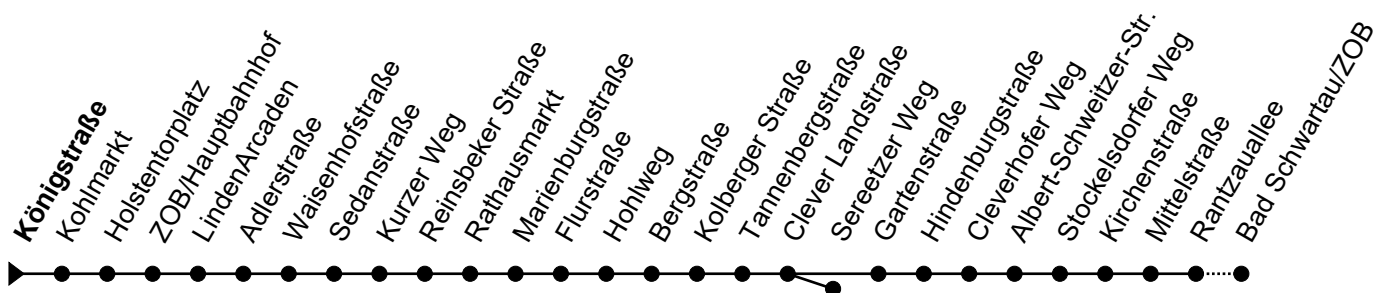 Königstraße
Kohlmarkt
Holstentorplatz
ZOB/Hauptbahnhof
LindenArcaden
Adlerstraße
Waisenhofstraße
Sedanstraße
Kurzer Weg
Reinsbeker Straße
Rathausmarkt
Marienburgstraße
Flurstraße
Hohlweg
Bergstraße
Kolberger Straße
Tannenbergstraße
Clever Landstraße
Sereetzer Weg
Gartenstraße
Hindenburgstraße
Cleverhofer Weg
Albert-Schweitzer-Str.
Stockelsdorfer Weg
Kirchenstraße
Mittelstraße
Rantzauallee
Bad Schwartau/ZOB